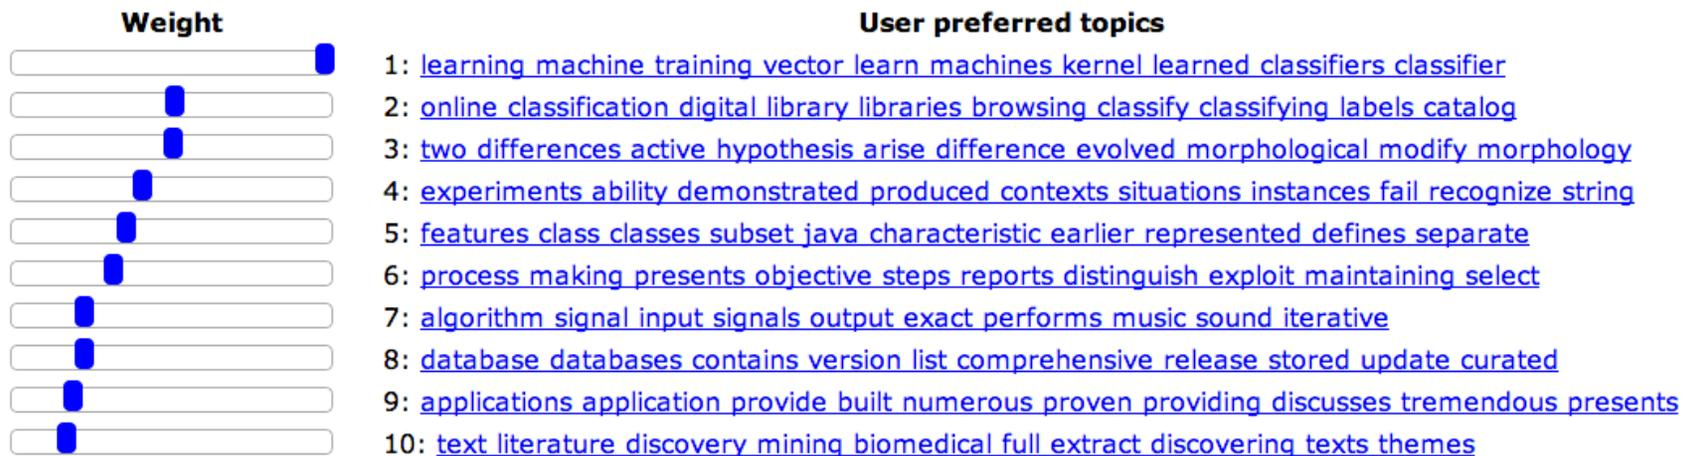 Weight User preferred topics
1: learning machine training vector learn machines kernel learned classifiers classifier
2: online classification digital library libraries browsing classify classifying labels catalog
3: two differences active hypothesis arise difference evolved morphological modify morphology
4: experiments ability demonstrated produced contexts situations instances fail recognize string
5: features class classes subset java characteristic earlier represented defines separate
6: process making presents objective steps reports distinguish exploit maintaining select
7: algorithm signal input signals output exact performs music sound iterative
8: database databases contains version list comprehensive release stored update curated
9: applications application provide built numerous proven providing discusses tremendous presents
10: text literature discovery mining biomedical full extract discovering texts themes